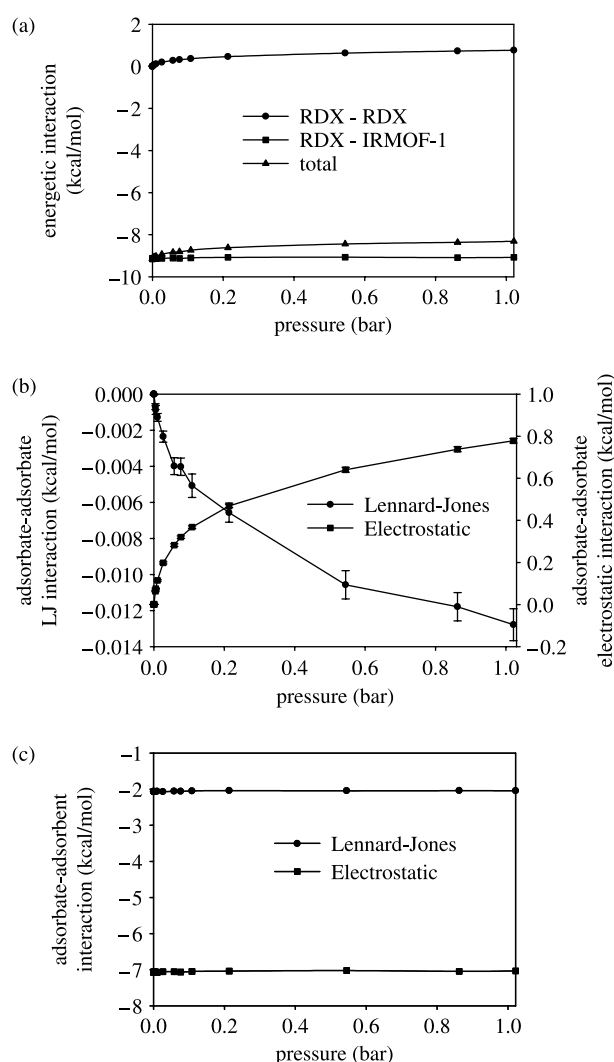 (a)
2
0
−2
−4
−6
−8
−10
energetic interaction
(kcal/mol)
RDX - RDX
RDX - IRMOF-1
total
0.0 0.2 0.4 0.6 0.8 1.0
pressure (bar)
(b)
0.000
−0.002
−0.004
−0.006
−0.008
−0.010
−0.012
−0.014
adsorbate-adsorbate
LJ interaction (kcal/mol)
Lennard-Jones
Electrostatic
1.0
0.8
0.6
0.4
0.2
0.0
−0.2
adsorbate-adsorbate
electrostatic interaction (kcal/mol)
0.0 0.2 0.4 0.6 0.8 1.0
pressure (bar)
(c)
−1
−2
−3
−4
−5
−6
−7
−8
adsorbate-adsorbent
interaction (kcal/mol)
Lennard-Jones
Electrostatic
0.0 0.2 0.4 0.6 0.8 1.0
pressure (bar)